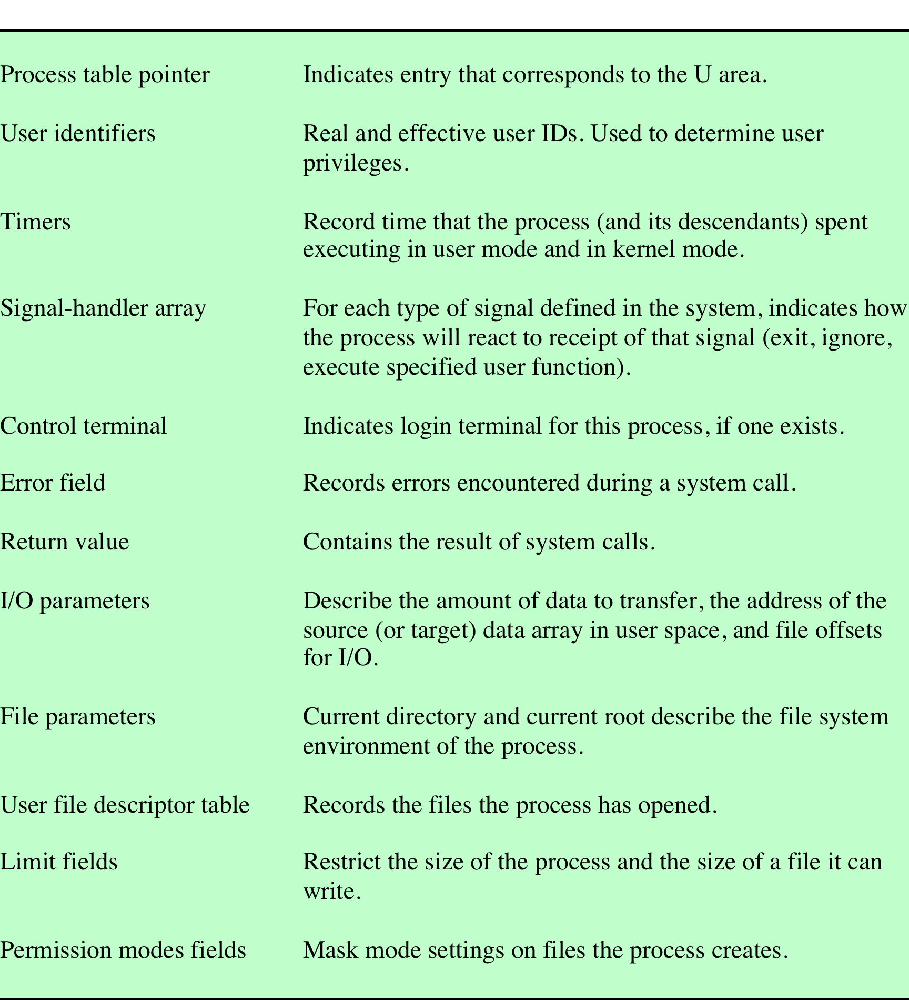 Process table pointer Indicates entry that corresponds to the U area.
User identifiers Real and effective user IDs. Used to determine user
privileges.
Timers Record time that the process (and its descendants) spent
executing in user mode and in kernel mode.
Signal-handler array For each type of signal defined in the system, indicates how
the process will react to receipt of that signal (exit, ignore,
execute specified user function).
Control terminal Indicates login terminal for this process, if one exists.
Error field Records errors encountered during a system call.
Return value Contains the result of system calls.
I/O parameters Describe the amount of data to transfer, the address of the
source (or target) data array in user space, and file offsets
for I/O.
File parameters Current directory and current root describe the file system
environment of the process.
User file descriptor table Records the files the process has opened.
Limit fields Restrict the size of the process and the size of a file it can
write.
Permission modes fields Mask mode settings on files the process creates.